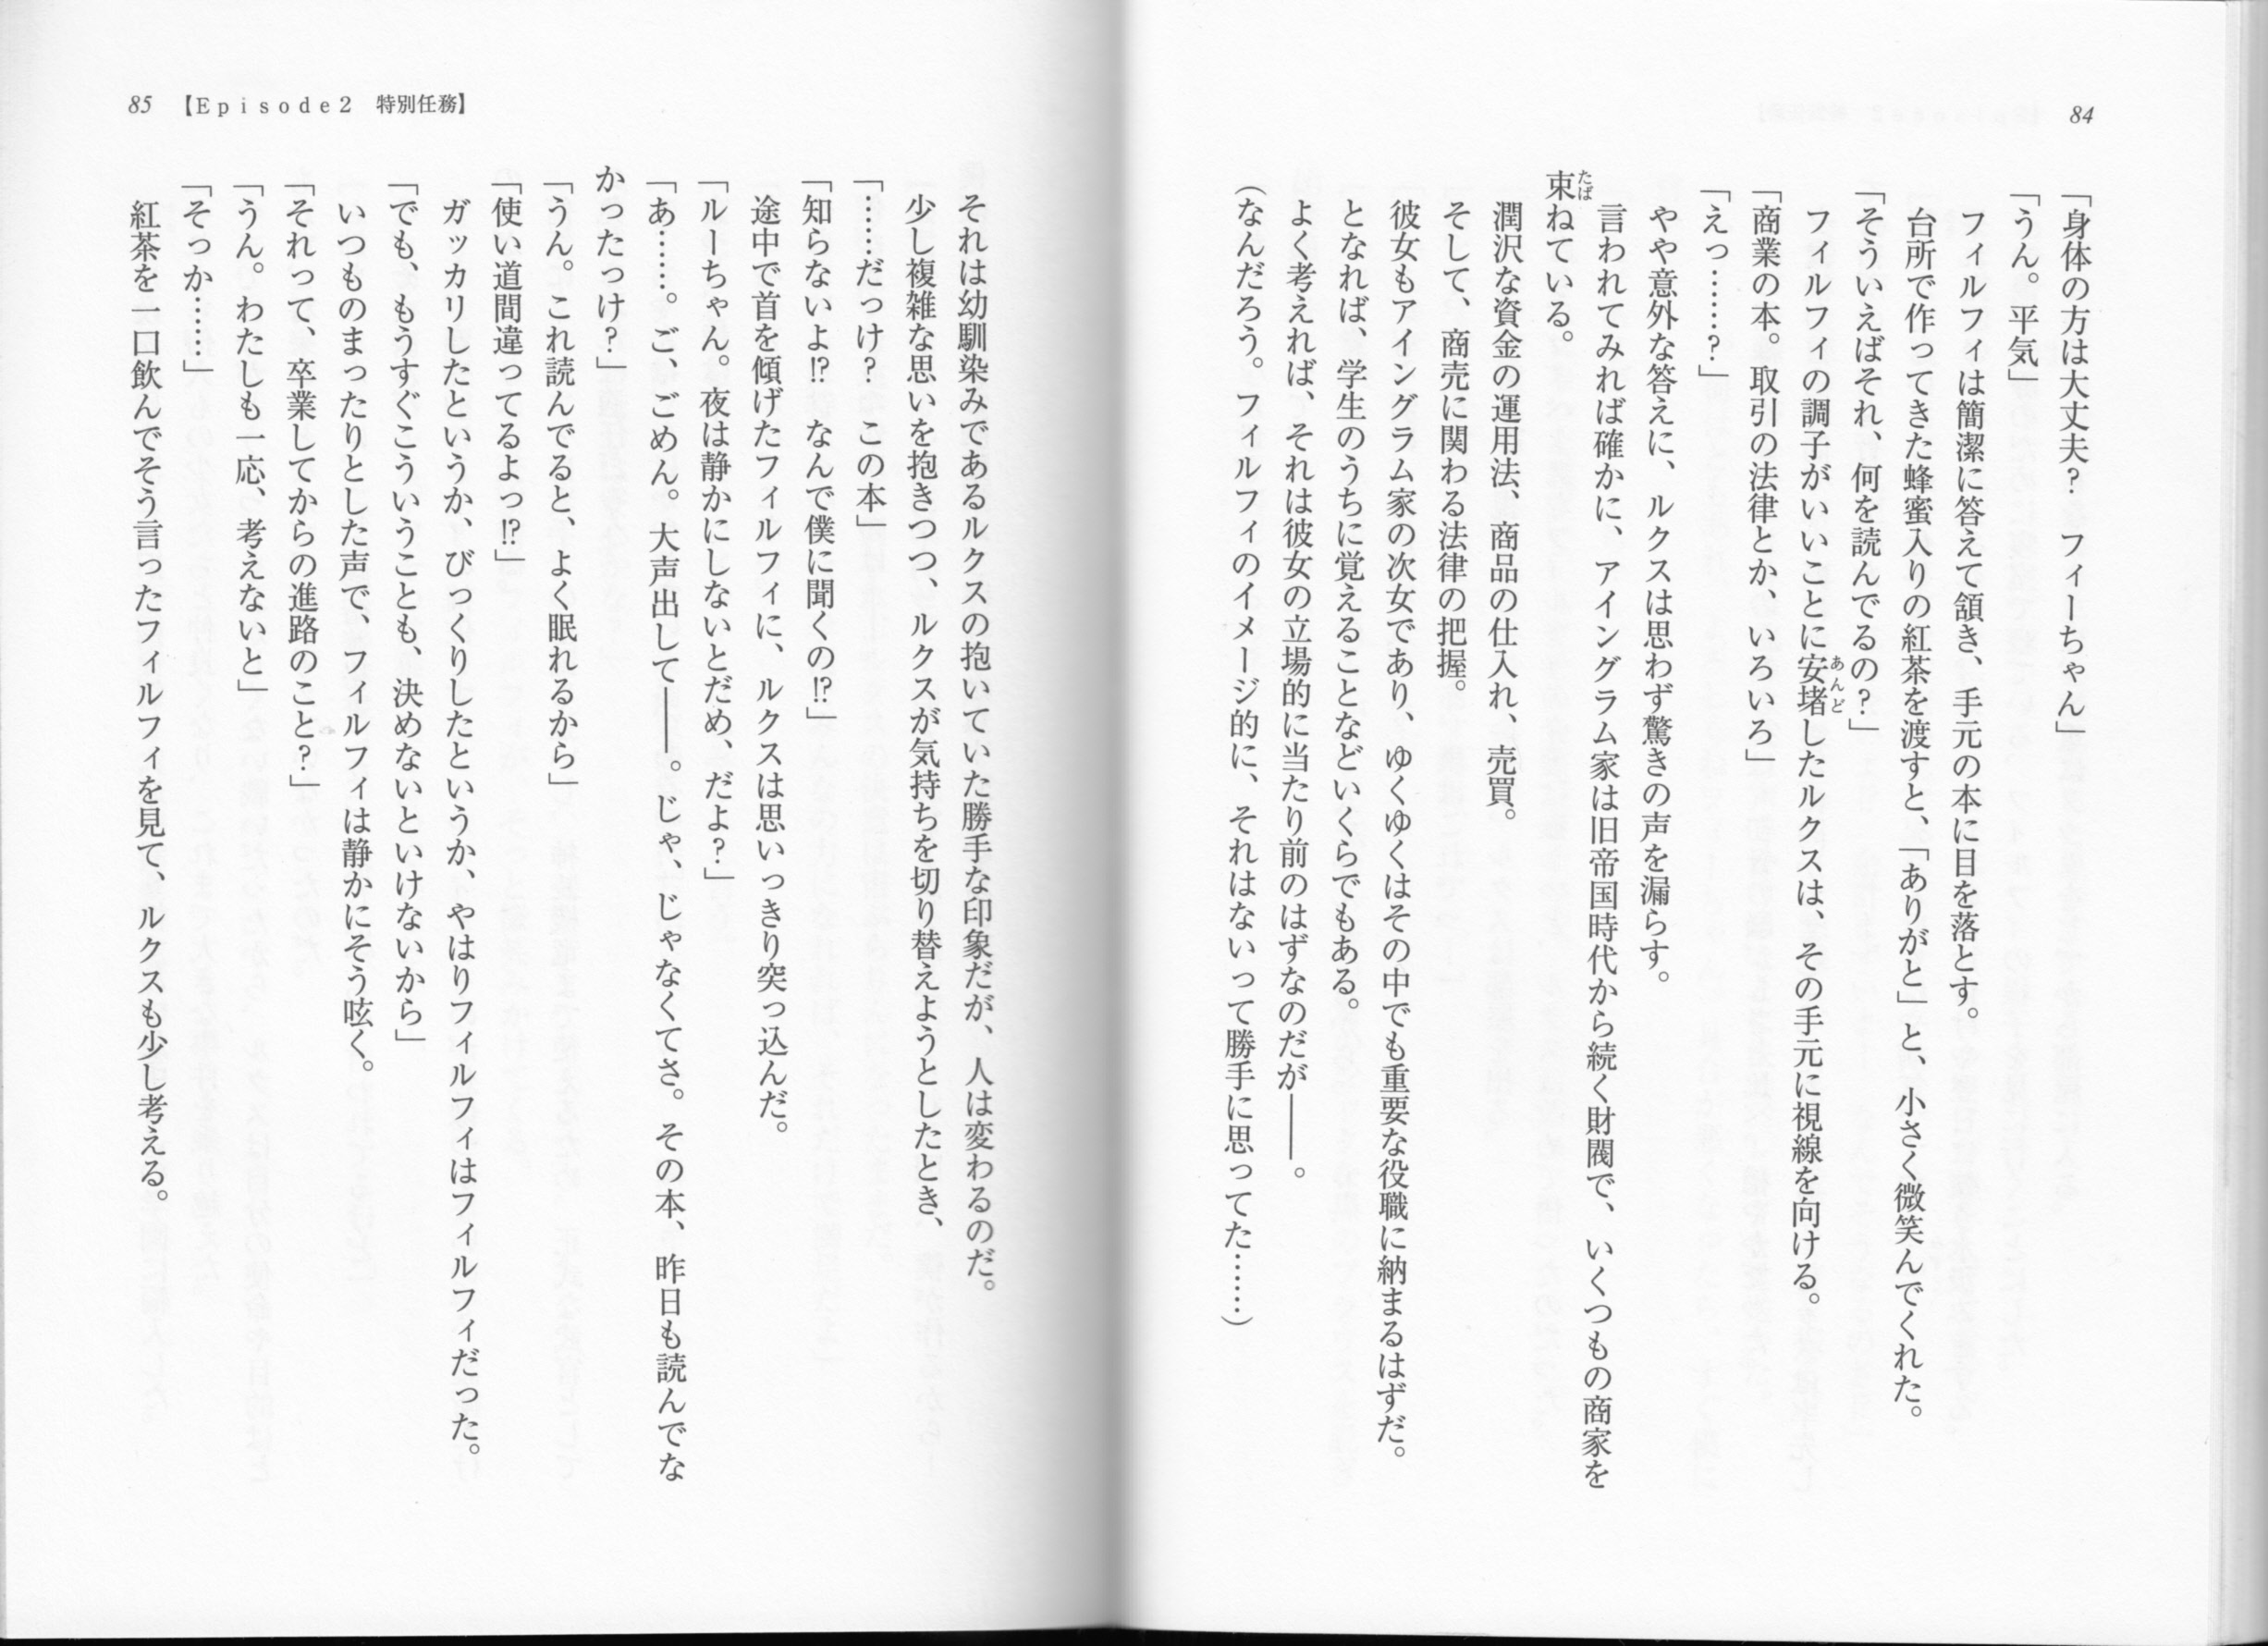 84
「身体の方は大丈夫？　フィーちゃん」
「うん。平気」
　フィルフィは簡潔に答えて頷き、手元の本に目を落とす。
　台所で作ってきた蜂蜜入りの紅茶を渡すと、「ありがと」と、小さく微笑んでくれた。
「そういえばそれ、何を読んでるの？」
　フィルフィの調子がいいことに安堵あんどしたルクスは、その手元に視線を向ける。
「商業の本。取引の法律とか、いろいろ」
「えっ……？」
　やや意外な答えに、ルクスは思わず驚きの声を漏らす。
　言われてみれば確かに、アイングラム家は旧帝国時代から続く財閥で、いくつもの商家を
束たばねている。
　潤沢な資金の運用法、商品の仕入れ、売買。
　そして、商売に関わる法律の把握。
　彼女もアイングラム家の次女であり、ゆくゆくはその中でも重要な役職に納まるはずだ。
　となれば、学生のうちに覚えることなどいくらでもある。
　よく考えれば、それは彼女の立場的に当たり前のはずなのだが――。
（なんだろう。フィルフィのイメージ的に、それはないって勝手に思ってた……）
85　【Episode2　特別任務】
　それは幼馴染みであるルクスの抱いていた勝手な印象だが、人は変わるのだ。
　少し複雑な思いを抱きつつ、ルクスが気持ちを切り替えようとしたとき、
「……だっけ？　この本」
「知らないよ!?　なんで僕に聞くの!?」
　途中で首を傾げたフィルフィに、ルクスは思いっきり突っ込んだ。
「ルーちゃん。夜は静かにしないとだめ、だよ？」
「あ……。ご、ごめん。大声出して――。じゃ、じゃなくてさ。その本、昨日も読んでな
かったっけ？」
「うん。これ読んでると、よく眠れるから」
「使い道間違ってるよっ!?」
　ガッカリしたというか、びっくりしたというか、やはりフィルフィはフィルフィだった。
「でも、もうすぐこういうことも、決めないといけないから」
　いつものまったりとした声で、フィルフィは静かにそう呟く。
「それって、卒業してからの進路のこと？」
「うん。わたしも一応、考えないと」
「そっか……」
　紅茶を一口飲んでそう言ったフィルフィを見て、ルクスも少し考える。